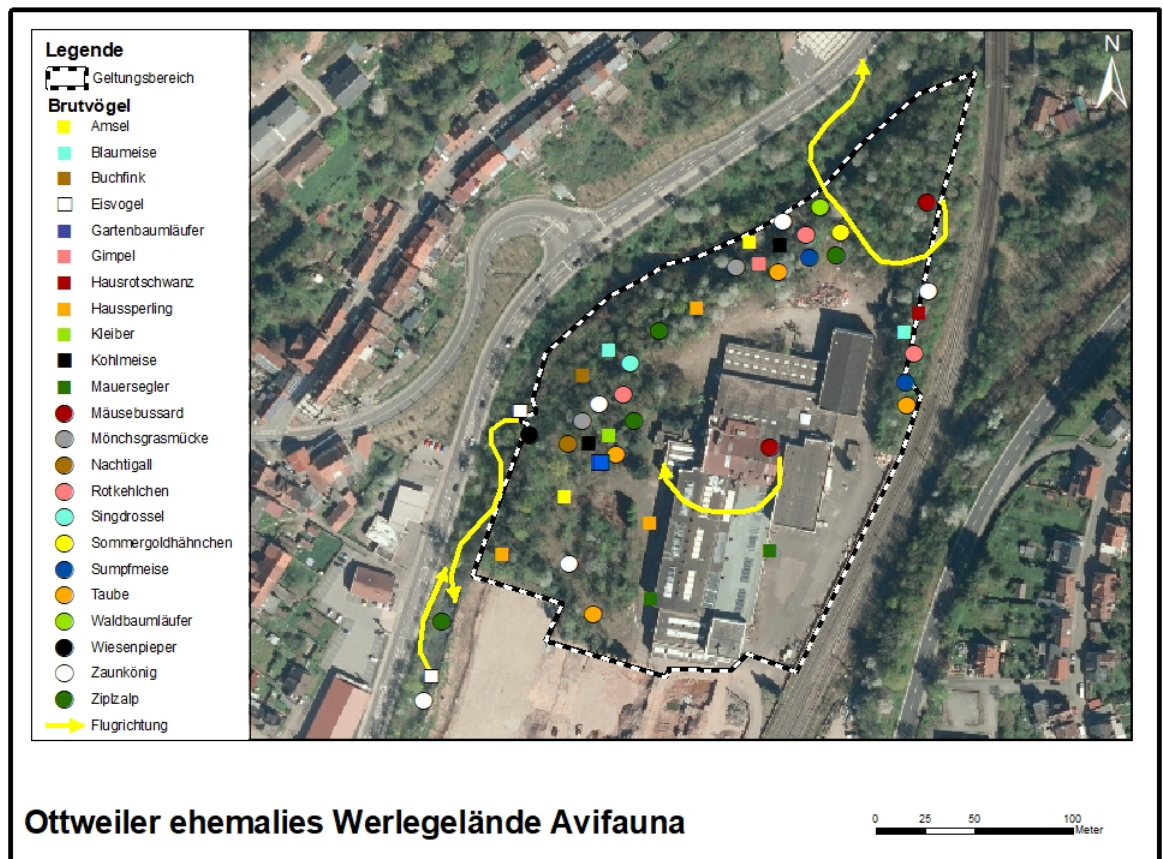 Legende
Geltungsbereich
Brutvögel
Amsel
Blaumeise
Buchfink
Eisvogel
Gartenbaumläufer
Gimpel
Hausrotschwanz
Haussperling
Kleiber
Kohlmeise
Mauersegler
Mäusebussard
Mönchsgrasmücke
Nachtigall
Rotkehlchen
Singdrossel
Sommergoldhähnchen
Sumpfmeise
Taube
Waldbaumläufer
Wiesenpieper
Zaunkönig
Ziplzalp
Flugrichtung
N
Ottweiler ehemalies Werlegelände Avifauna
0 25 50 100
Meter